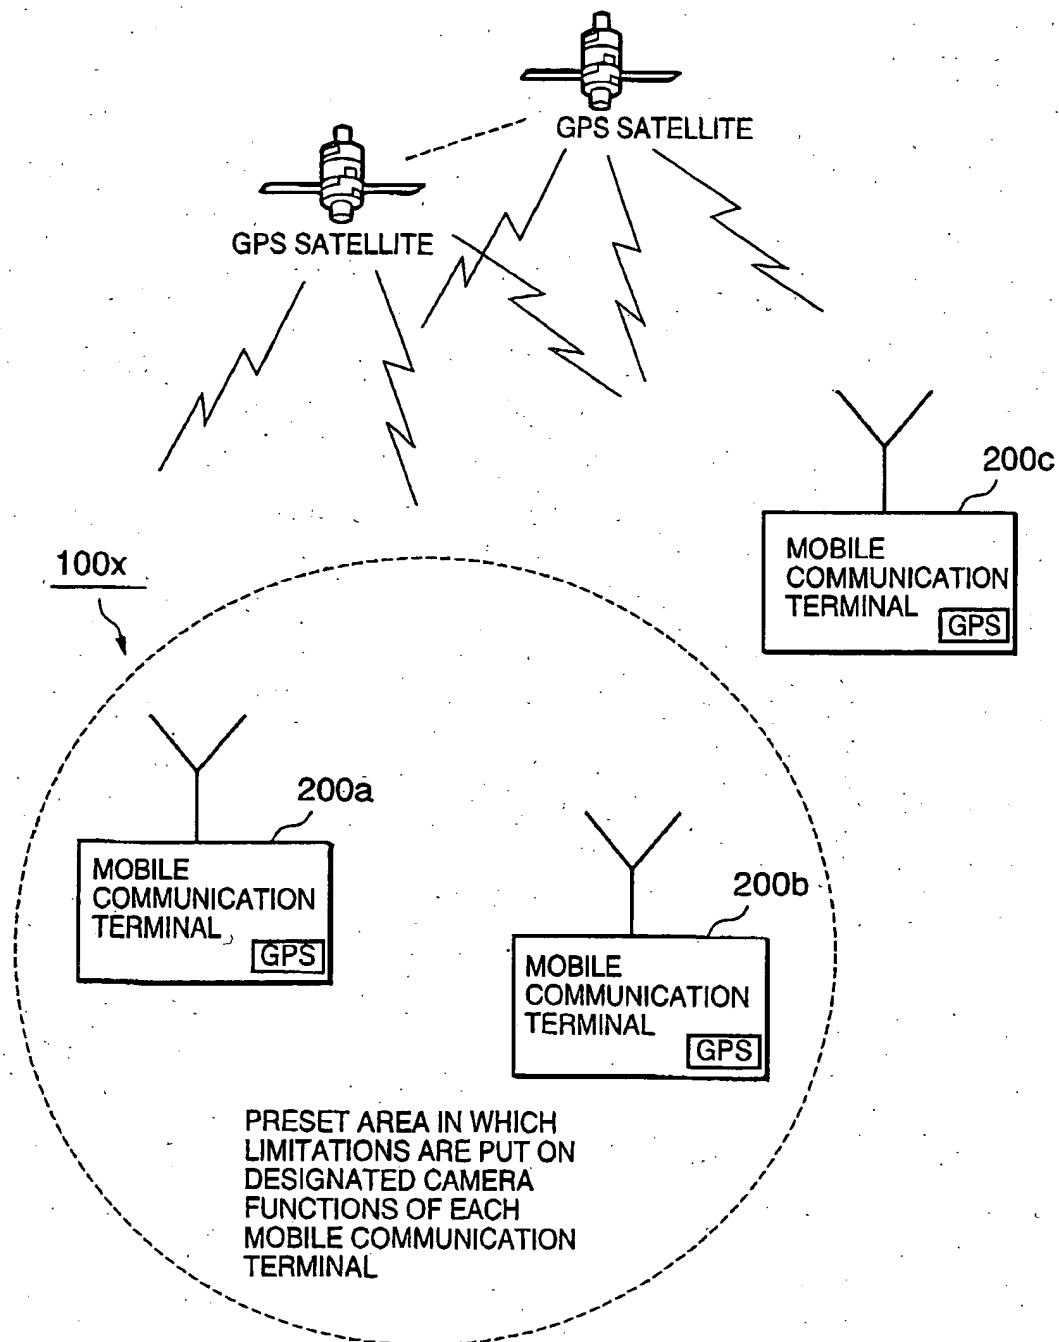 GPS SATELLITE
GPS SATELLITE
200c
MOBILE
COMMUNICATION
TERMINAL
GPS
100x
200a
MOBILE
COMMUNICATION
TERMINAL
GPS
200b
MOBILE
COMMUNICATION
TERMINAL
GPS
PRESET AREA IN WHICH
LIMITATIONS ARE PUT ON
DESIGNATED CAMERA
FUNCTIONS OF EACH
MOBILE COMMUNICATION
TERMINAL